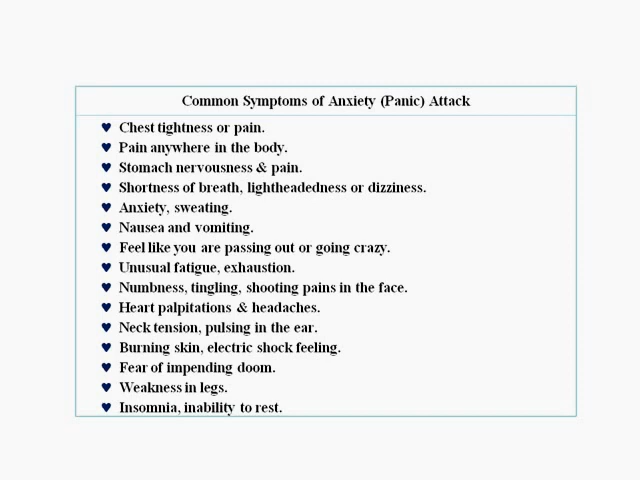 Common Symptoms of Anxiety (Panic) Attack
♥ Chest tightness or pain.
♥ Pain anywhere in the body.
♥ Stomach nervousness & pain.
♥ Shortness of breath, lightheadedness or dizziness.
♥ Anxiety, sweating.
♥ Nausea and vomiting.
♥ Feel like you are passing out or going crazy.
♥ Unusual fatigue, exhaustion.
♥ Numbness, tingling, shooting pains in the face.
♥ Heart palpitations & headaches.
♥ Neck tension, pulsing in the ear.
♥ Burning skin, electric shock feeling.
♥ Fear of impending doom.
♥ Weakness in legs.
♥ Insomnia, inability to rest.